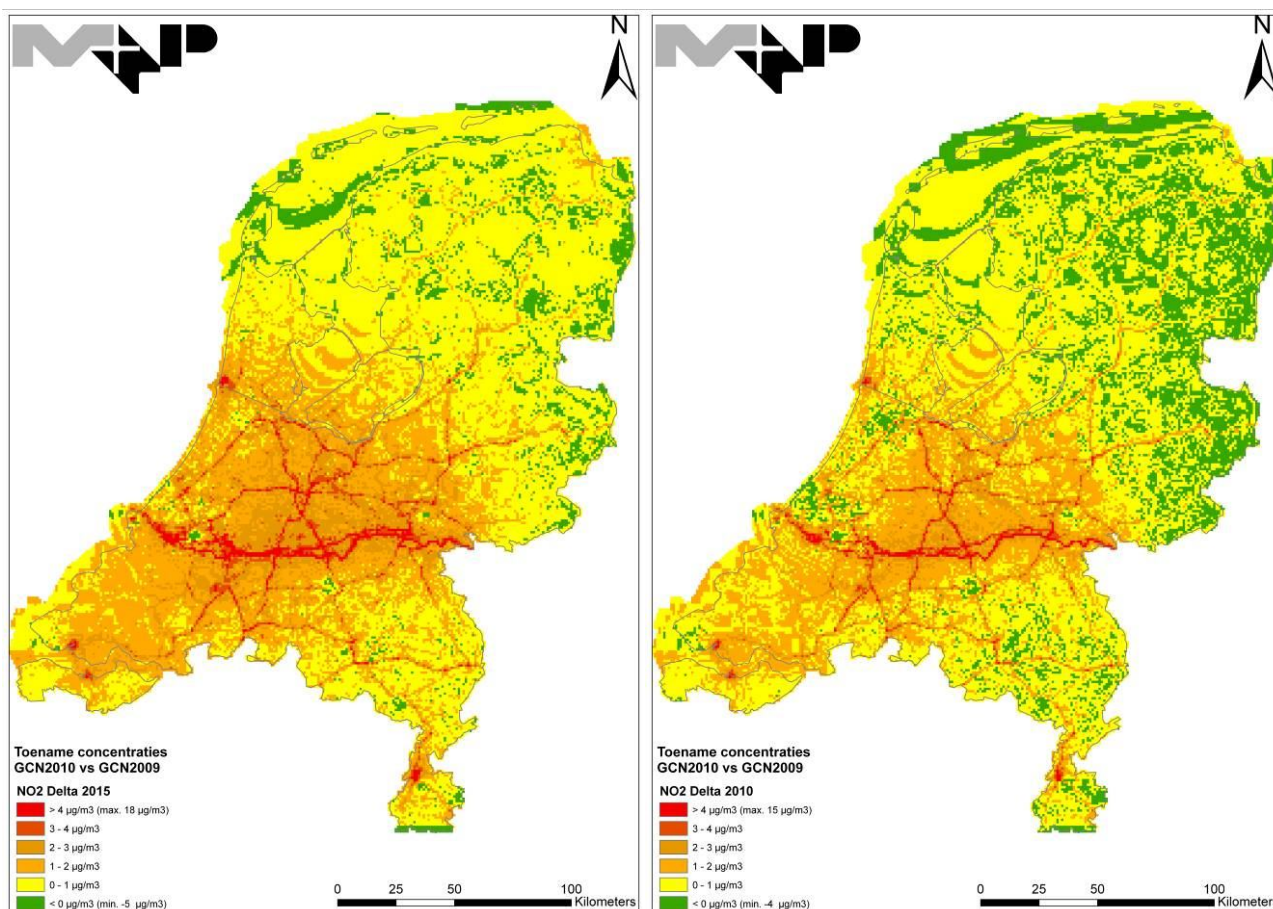 M+P
N
Toename concentraties
GCN2010 vs GCN2009
NO2 Delta 2015
> 4 µg/m3 (max. 18 µg/m3)
3 - 4 µg/m3
2 - 3 µg/m3
1 - 2 µg/m3
0 - 1 µg/m3
< 0 µg/m3 (min. -5 µg/m3)
0 25 50 100
Kilometers
M+P
N
Toename concentraties
GCN2010 vs GCN2009
NO2 Delta 2010
> 4 µg/m3 (max. 15 µg/m3)
3 - 4 µg/m3
2 - 3 µg/m3
1 - 2 µg/m3
0 - 1 µg/m3
< 0 µg/m3 (min. -4 µg/m3)
0 25 50 100
Kilometers